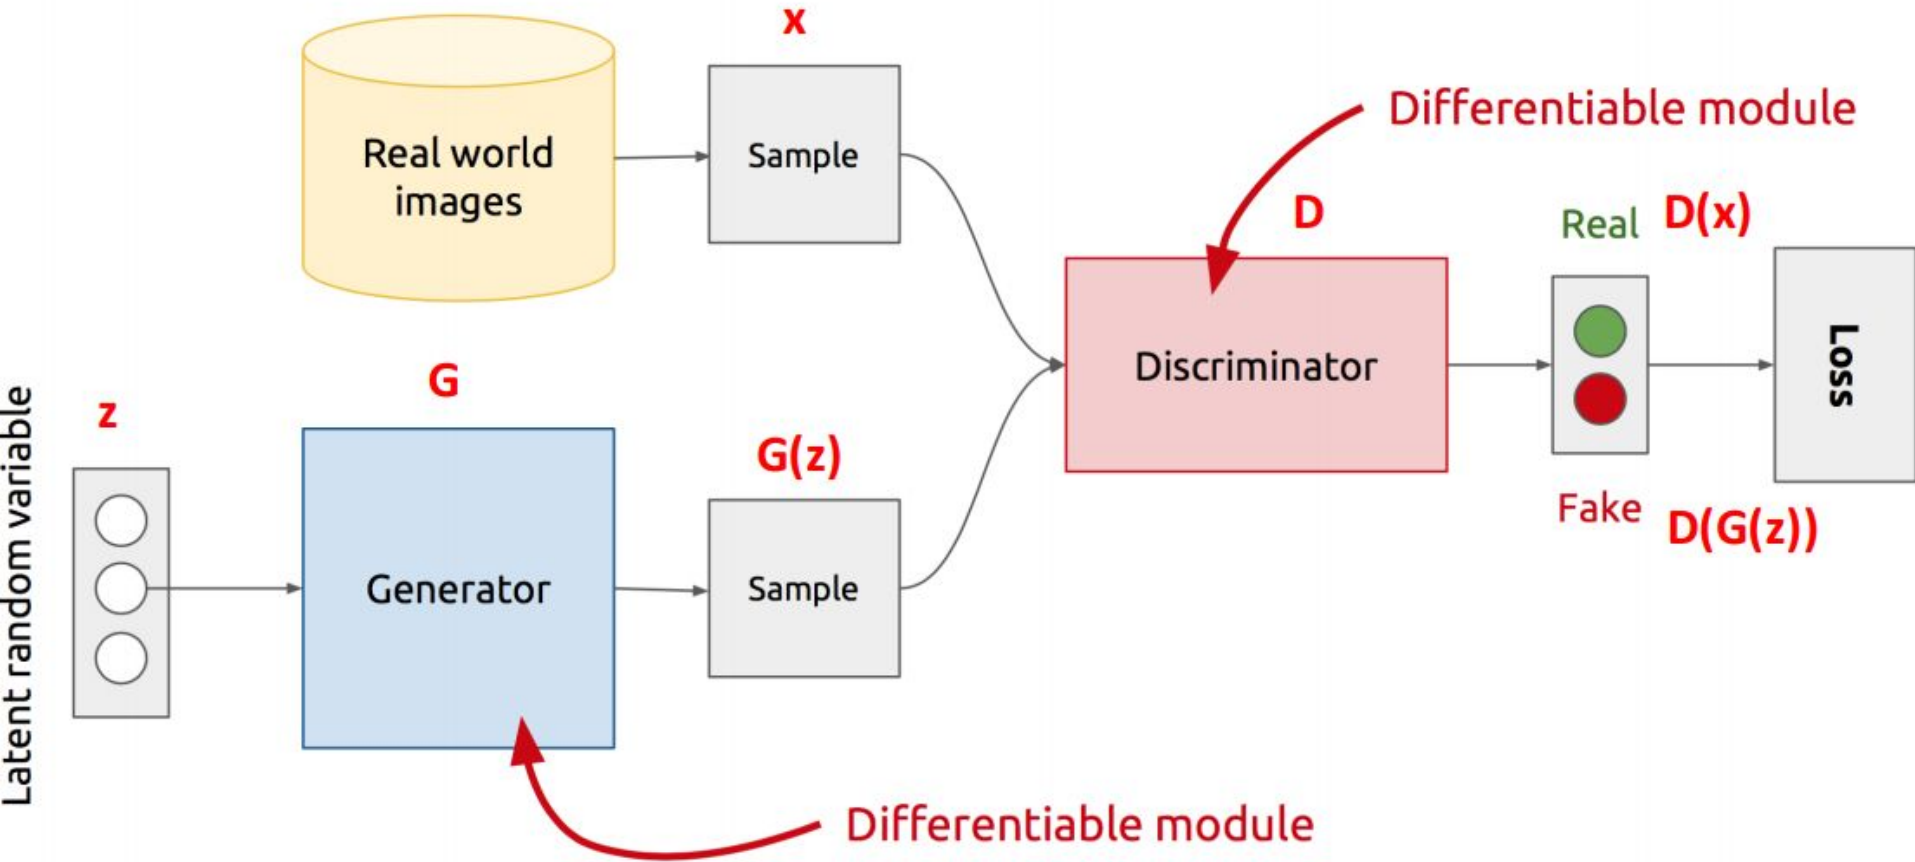 x
Real world
images
Sample
Differentiable module
D
Real
D(x)
Discriminator
Loss
Latent random variable
z
G
Generator
G(z)
Sample
Fake
D(G(z))
Differentiable module